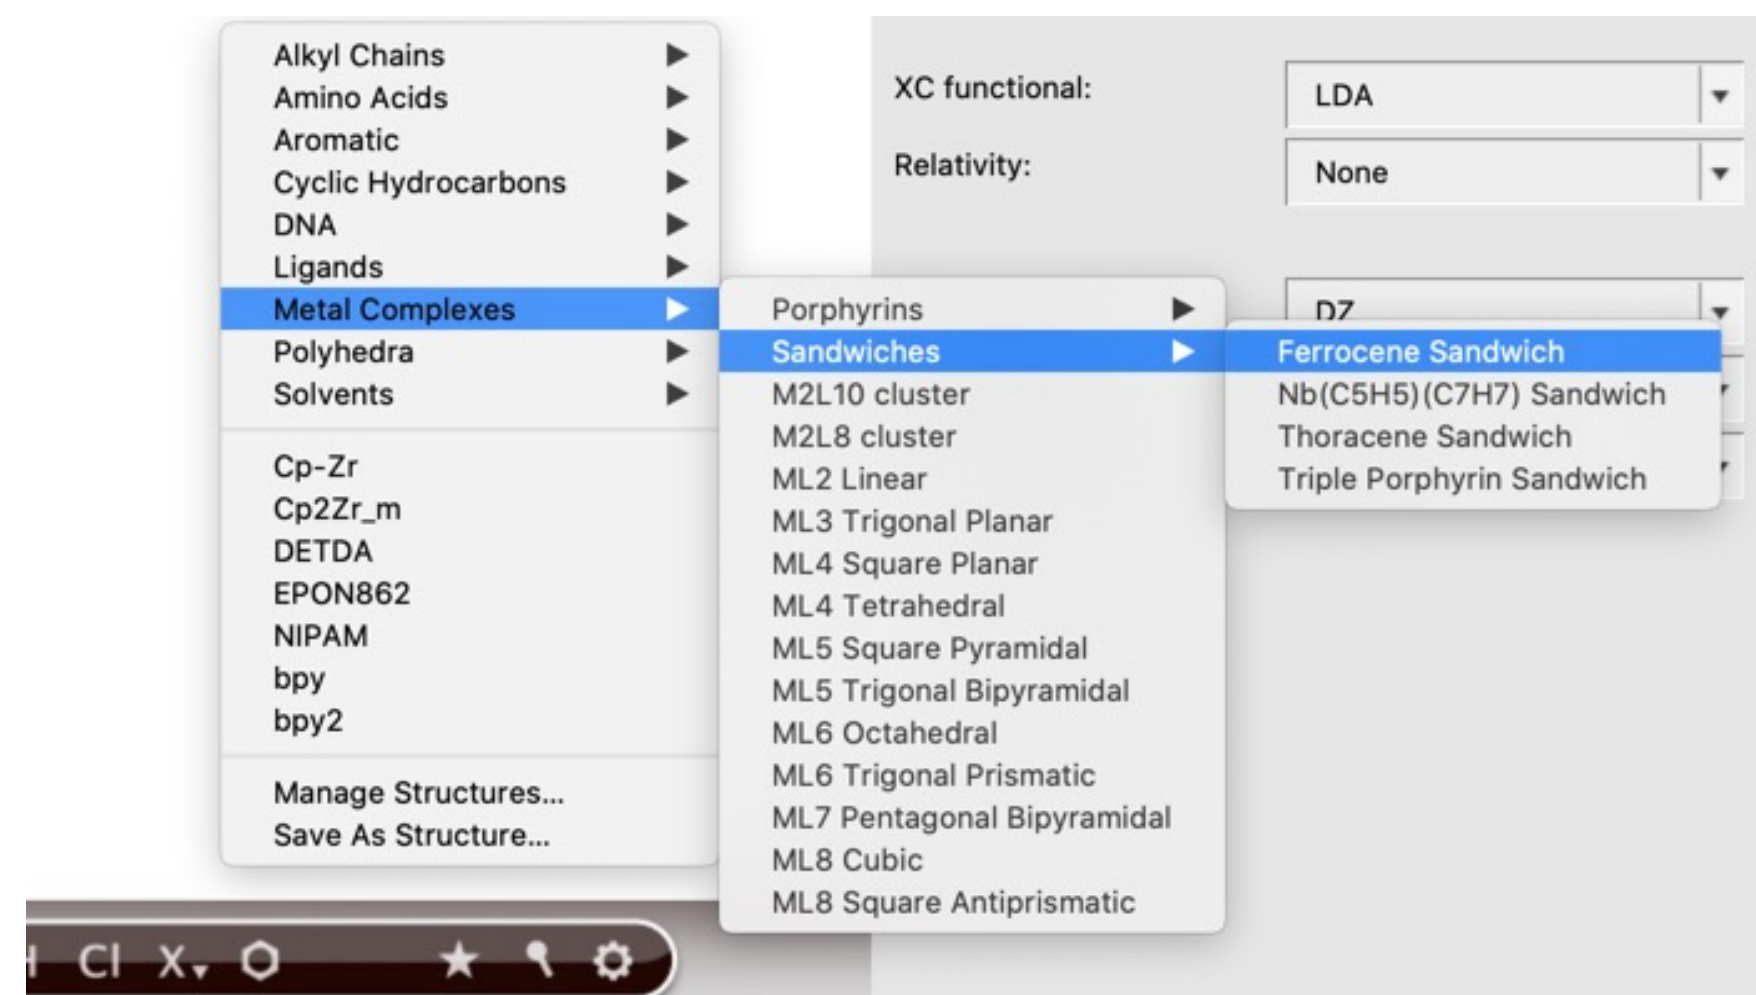 Alkyl Chains
Amino Acids
Aromatic
Cyclic Hydrocarbons
DNA
Ligands
Metal Complexes
Polyhedra
Solvents
Cp-Zr
Cp2Zr_m
DETDA
EPON862
NIPAM
bpy
bpy2
Manage Structures...
Save As Structure...
Porphyrins
Sandwiches
M2L10 cluster
M2L8 cluster
ML2 Linear
ML3 Trigonal Planar
ML4 Square Planar
ML4 Tetrahedral
ML5 Square Pyramidal
ML5 Trigonal Bipyramidal
ML6 Octahedral
ML6 Trigonal Prismatic
ML7 Pentagonal Bipyramidal
ML8 Cubic
ML8 Square Antiprismatic
Ferrocene Sandwich
Nb(C5H5)(C7H7) Sandwich
Thoracene Sandwich
Triple Porphyrin Sandwich
XC functional: LDA
Relativity: None
DZ
Cl X